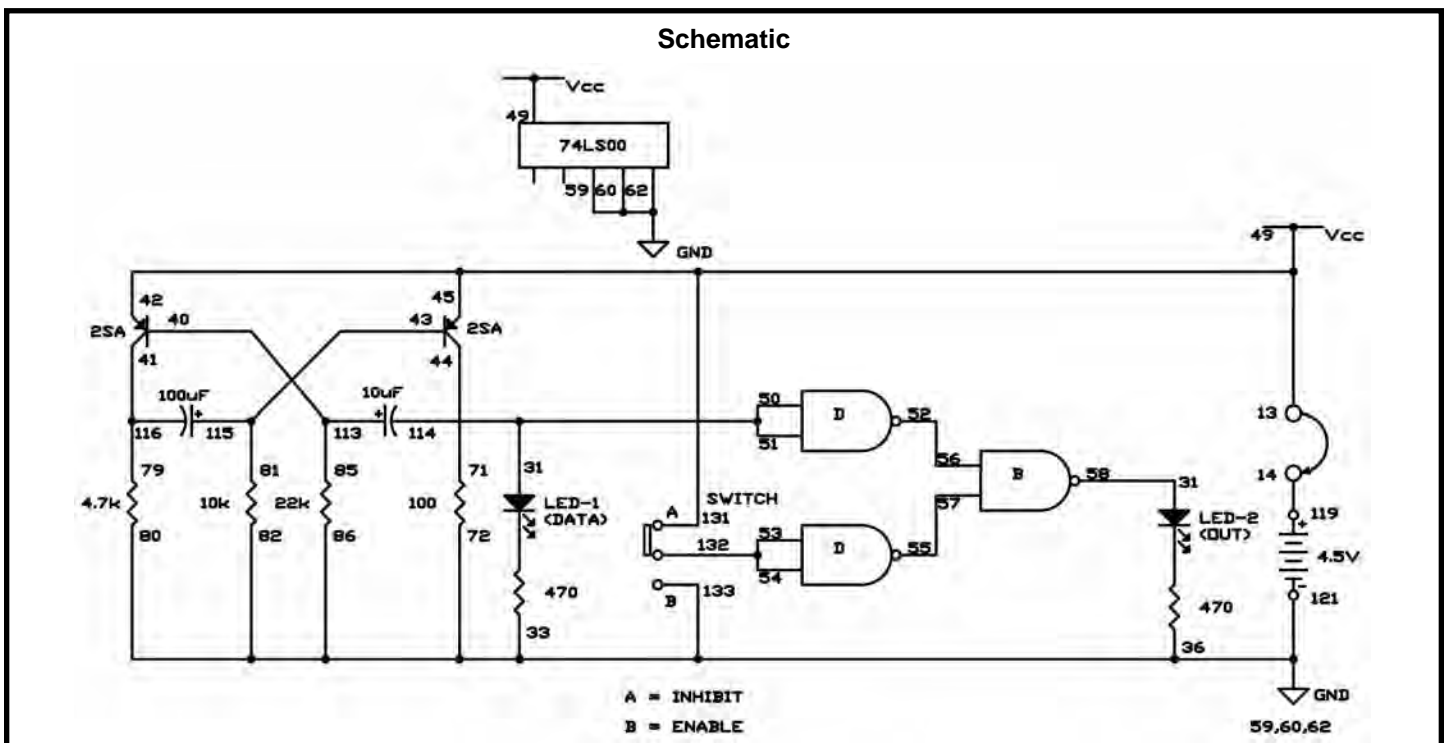 Schematic
Vcc
49
74LS00
59 60 62
GND
49 Vcc
42
45
2SA
40
43
2SA
41
44
100uF
10uF
+
+
116
115
113
114
50
51
D
52
56
57
B
58
13
14
79
81
85
71
31
31
4.7k
10k
22k
100
LED-1
(DATA)
SWITCH
A
131
132
133
B
53
54
D
55
LED-2
(OUT)
119
+
4.5V
-
121
80
82
86
72
470
33
470
36
A = INHIBIT
B = ENABLE
GND
59,60,62